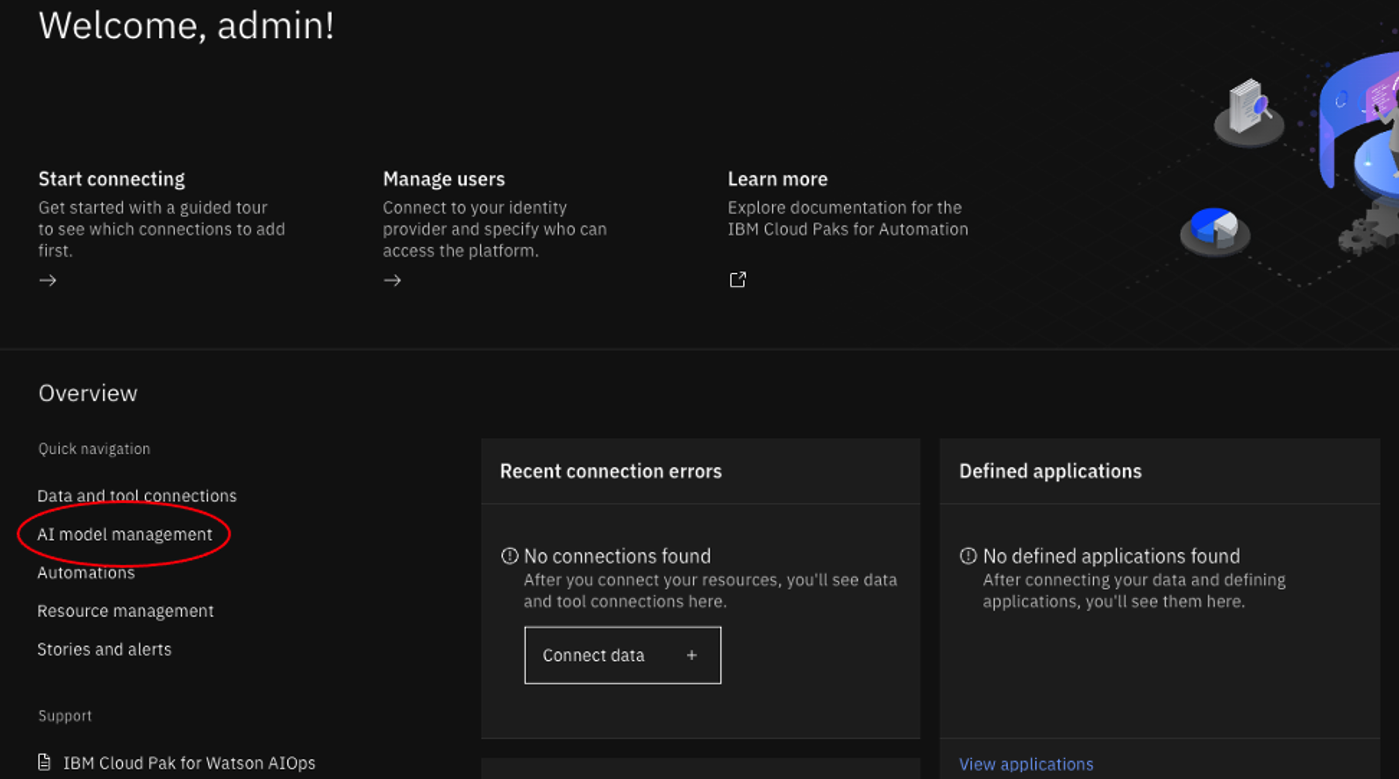 Welcome, admin!
Start connecting
Get started with a guided tour
to see which connections to add
first.
Manage users
Connect to your identity
provider and specify who can
access the platform.
Learn more
Explore documentation for the
IBM Cloud Paks for Automation
Overview
Quick navigation
Data and tool connections
AI model management
Automations
Resource management
Stories and alerts
Support
IBM Cloud Pak for Watson AIOps
Recent connection errors
No connections found
After you connect your resources, you'll see data
and tool connections here.
Connect data +
Defined applications
No defined applications found
After connecting your data and defining
applications, you'll see them here.
View applications